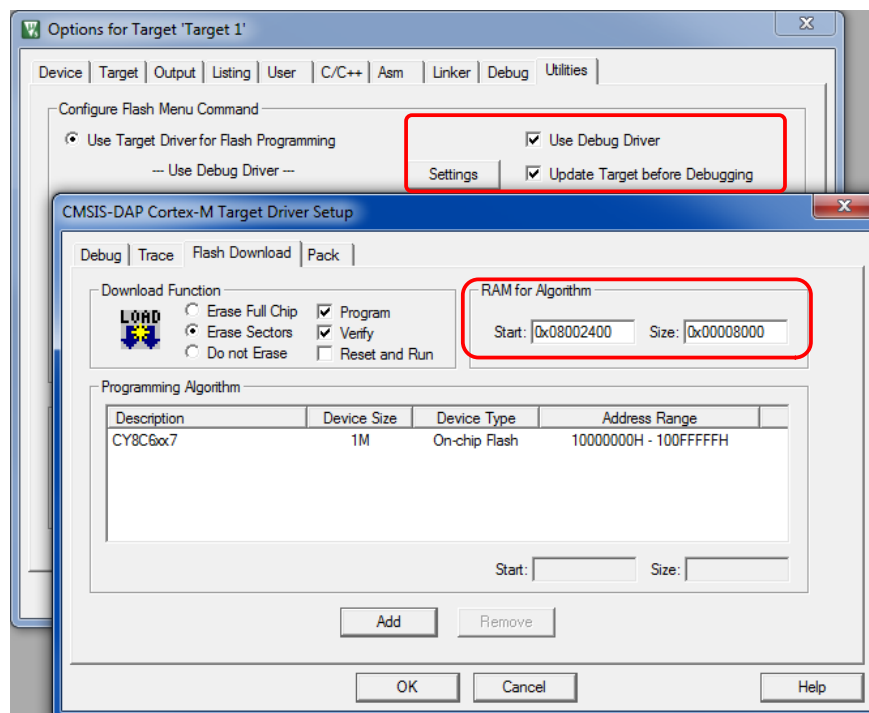 Options for Target 'Target 1'
Device Target Output Listing User C/C++ Asm Linker Debug Utilities
Configure Flash Menu Command
Use Target Driver for Flash Programming Use Debug Driver
--- Use Debug Driver --- Settings Update Target before Debugging
CMSIS-DAP Cortex-M Target Driver Setup
Debug Trace Flash Download Pack
Download Function RAM for Algorithm
LOAD Erase Full Chip Program
Erase Sectors Verify Start: 0x08002400 Size: 0x00008000
Do not Erase Reset and Run
Programming Algorithm
Description Device Size Device Type Address Range
CY8C6xx7 1M On-chip Flash 10000000H - 100FFFFFH
Start: Size:
Add Remove
OK Cancel Help